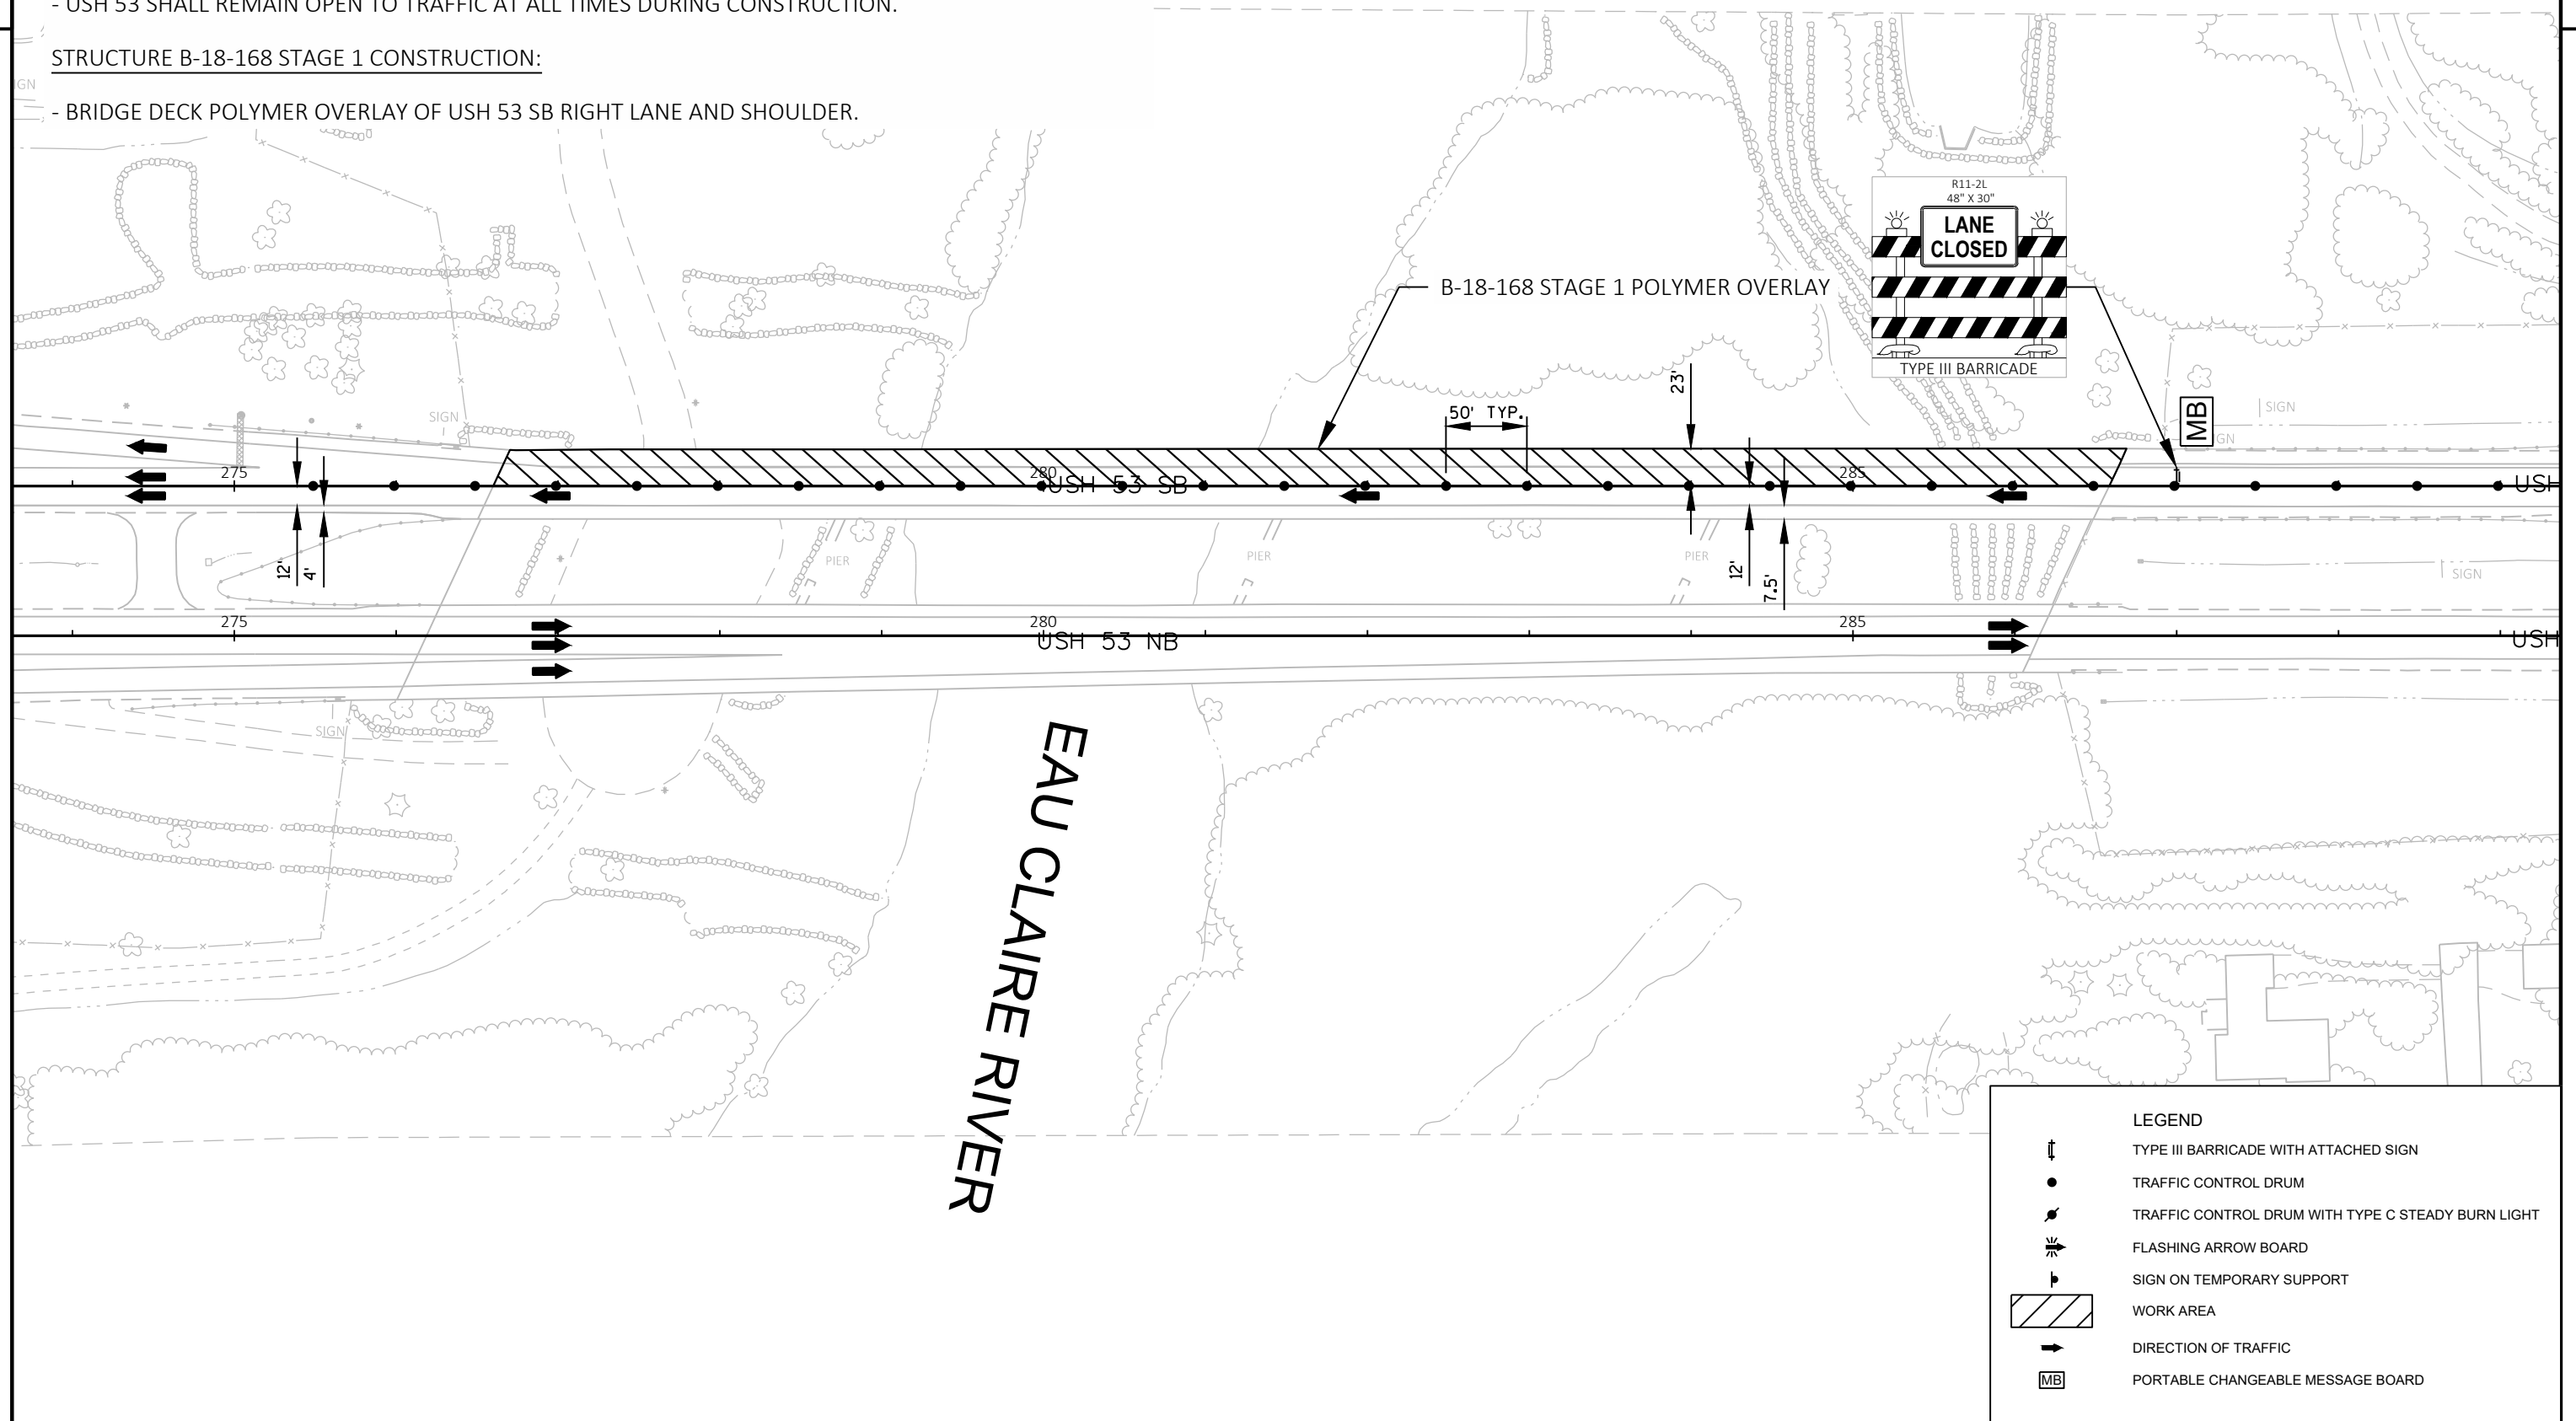 - USH 53 SHALL REMAIN OPEN TO TRAFFIC AT ALL TIMES DURING CONSTRUCTION.
STRUCTURE B-18-168 STAGE 1 CONSTRUCTION:
- BRIDGE DECK POLYMER OVERLAY OF USH 53 SB RIGHT LANE AND SHOULDER.
R11-2L
48" X 30"
LANE
CLOSED
TYPE III BARRICADE
B-18-168 STAGE 1 POLYMER OVERLAY
23'
50' TYP.
MB
SIGN
SIGN
275
280
285
USH 53 SB
12'
4'
PIER
PIER
PIER
12'
7.5'
SIGN
275
280
285
USH 53 NB
USH
SIGN
EAU CLAIRE RIVER
LEGEND
TYPE III BARRICADE WITH ATTACHED SIGN
TRAFFIC CONTROL DRUM
TRAFFIC CONTROL DRUM WITH TYPE C STEADY BURN LIGHT
FLASHING ARROW BOARD
SIGN ON TEMPORARY SUPPORT
WORK AREA
DIRECTION OF TRAFFIC
MB PORTABLE CHANGEABLE MESSAGE BOARD